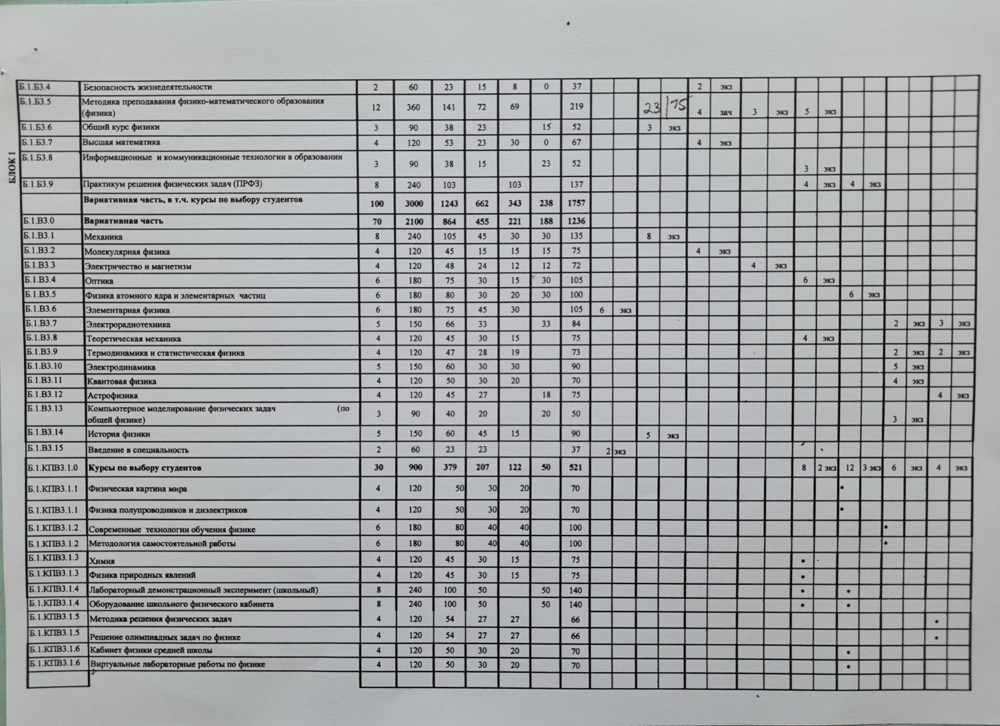 БЛОК 1
Б.1.Б3.4 Безопасность жизнедеятельности 2 60 23 15 8 0 37 2 экз
Б.1.Б3.5 Методика преподавания физико-математического образования
(физика) 12 360 141 72 69 219 23 / 75 4 зач 3 экз 5 экз
Б.1.Б3.6 Общий курс физики 3 90 38 23 15 52 3 экз
Б.1.Б3.7 Высшая математика 4 120 53 23 30 0 67 4 экз
Б.1.Б3.8 Информационные и коммуникационные технологии в образовании 3 90 38 15 23 52 3 экз
Б.1.Б3.9 Практикум решения физических задач (ПРФЗ) 8 240 103 103 137 4 экз 4 экз
Вариативная часть, в т.ч. курсы по выбору студентов 100 3000 1243 662 343 238 1757
Б.1.В3.0 Вариативная часть 70 2100 864 455 221 188 1236
Б.1.В3.1 Механика 8 240 105 45 30 30 135 8 экз
Б.1.В3.2 Молекулярная физика 4 120 45 15 15 15 75 4 экз
Б.1.В3.3 Электричество и магнетизм 4 120 48 24 12 12 72 4 экз
Б.1.В3.4 Оптика 6 180 75 30 15 30 105 6 экз
Б.1.В3.5 Физика атомного ядра и элементарных частиц 6 180 80 30 20 30 100 6 экз
Б.1.В3.6 Элементарная физика 6 180 75 45 30 105 6 экз
Б.1.В3.7 Электрорадиотехника 5 150 66 33 33 84 2 экз 3 экз
Б.1.В3.8 Теоретическая механика 4 120 45 30 15 75 4 экз
Б.1.В3.9 Термодинамика и статистическая физика 4 120 47 28 19 73 2 экз 2 экз
Б.1.В3.10 Электродинамика 5 150 60 30 30 90 5 экз
Б.1.В3.11 Квантовая физика 4 120 50 30 20 70 4 экз
Б.1.В3.12 Астрофизика 4 120 45 27 18 75 4 экз
Б.1.В3.13 Компьютерное моделирование физических задач (по
общей физике) 3 90 40 20 20 50 3 экз
Б.1.В3.14 История физики 5 150 60 45 15 90 5 экз
Б.1.В3.15 Введение в специальность 2 60 23 23 37 2 экз
Б.1.КПВ3.1.0 Курсы по выбору студентов 30 900 379 207 122 50 521 8 2 экз 12 3 экз 6 экз 4 экз
Б.1.КПВ3.1.1 Физическая картина мира 4 120 50 30 20 70 •
Б.1.КПВ3.1.1 Физика полупроводников и диэлектриков 4 120 50 30 20 70 •
Б.1.КПВ3.1.2 Современные технологии обучения физике 6 180 80 40 40 100 •
Б.1.КПВ3.1.2 Методология самостоятельной работы 6 180 80 40 40 100 •
Б.1.КПВ3.1.3 Химия 4 120 45 30 15 75 •
Б.1.КПВ3.1.3 Физика природных явлений 4 120 45 30 15 75 •
Б.1.КПВ3.1.4 Лабораторный демонстрационный эксперимент (школьный) 8 240 100 50 50 140 • •
Б.1.КПВ3.1.4 Оборудование школьного физического кабинета 8 240 100 50 50 140 • •
Б.1.КПВ3.1.5 Методика решения физических задач 4 120 54 27 27 66 •
Б.1.КПВ3.1.5 Решение олимпиадных задач по физике 4 120 54 27 27 66 •
Б.1.КПВ3.1.6 Кабинет физики средней школы 4 120 50 30 20 70 •
Б.1.КПВ3.1.6 Виртуальные лабораторные работы по физике 4 120 50 30 20 70 •